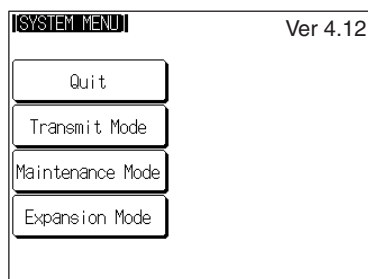 [SYSTEM MENU]
Ver 4.12
Quit
Transmit Mode
Maintenance Mode
Expansion Mode